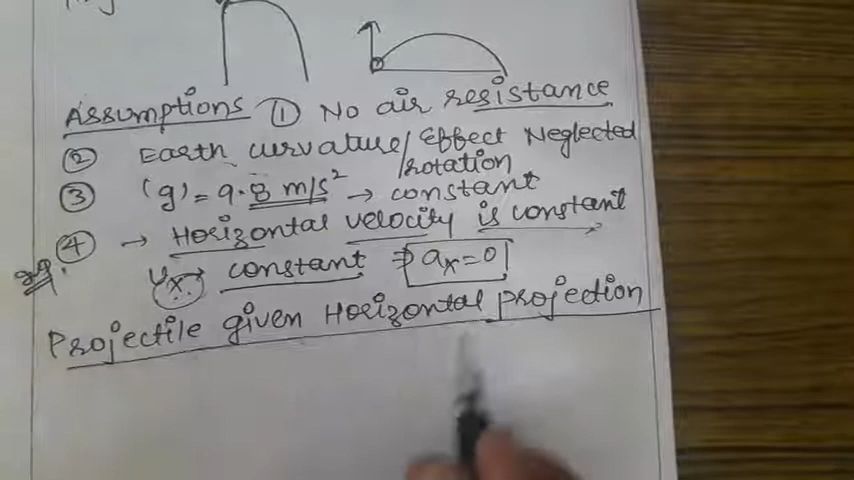 Assumptions ① No air resistance
② Earth curvature/Effect Neglected
/rotation
③ (g) = 9.8 m/s² → constant
④ → Horizontal velocity is constant
constant ⇒ ax=0
Projectile given Horizontal projection